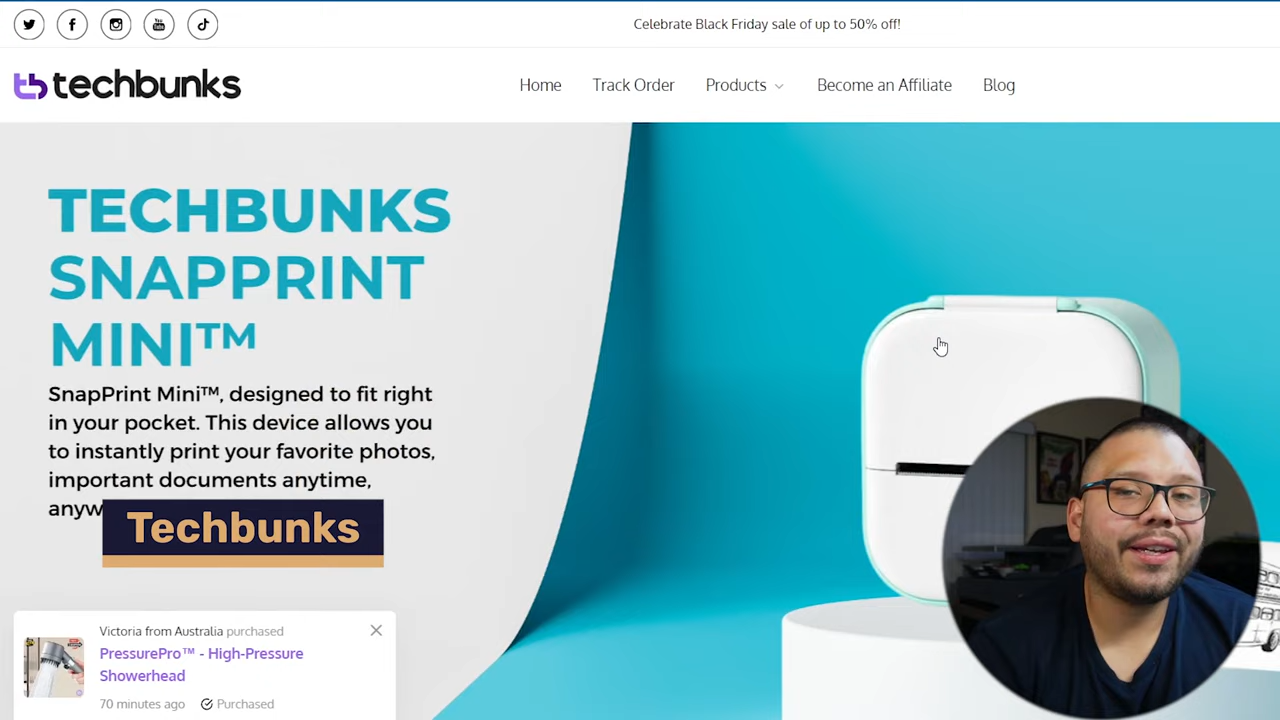 Celebrate Black Friday sale of up to 50% off!
tb techbunks
Home Track Order Products Become an Affiliate Blog
TECHBUNKS
SNAPPRINT
MINI™
SnapPrint Mini™, designed to fit right
in your pocket. This device allows you
to instantly print your favorite photos,
important documents anytime,
Techbunks
Victoria from Australia purchased
PressurePro™ - High-Pressure
Showerhead
70 minutes ago Purchased